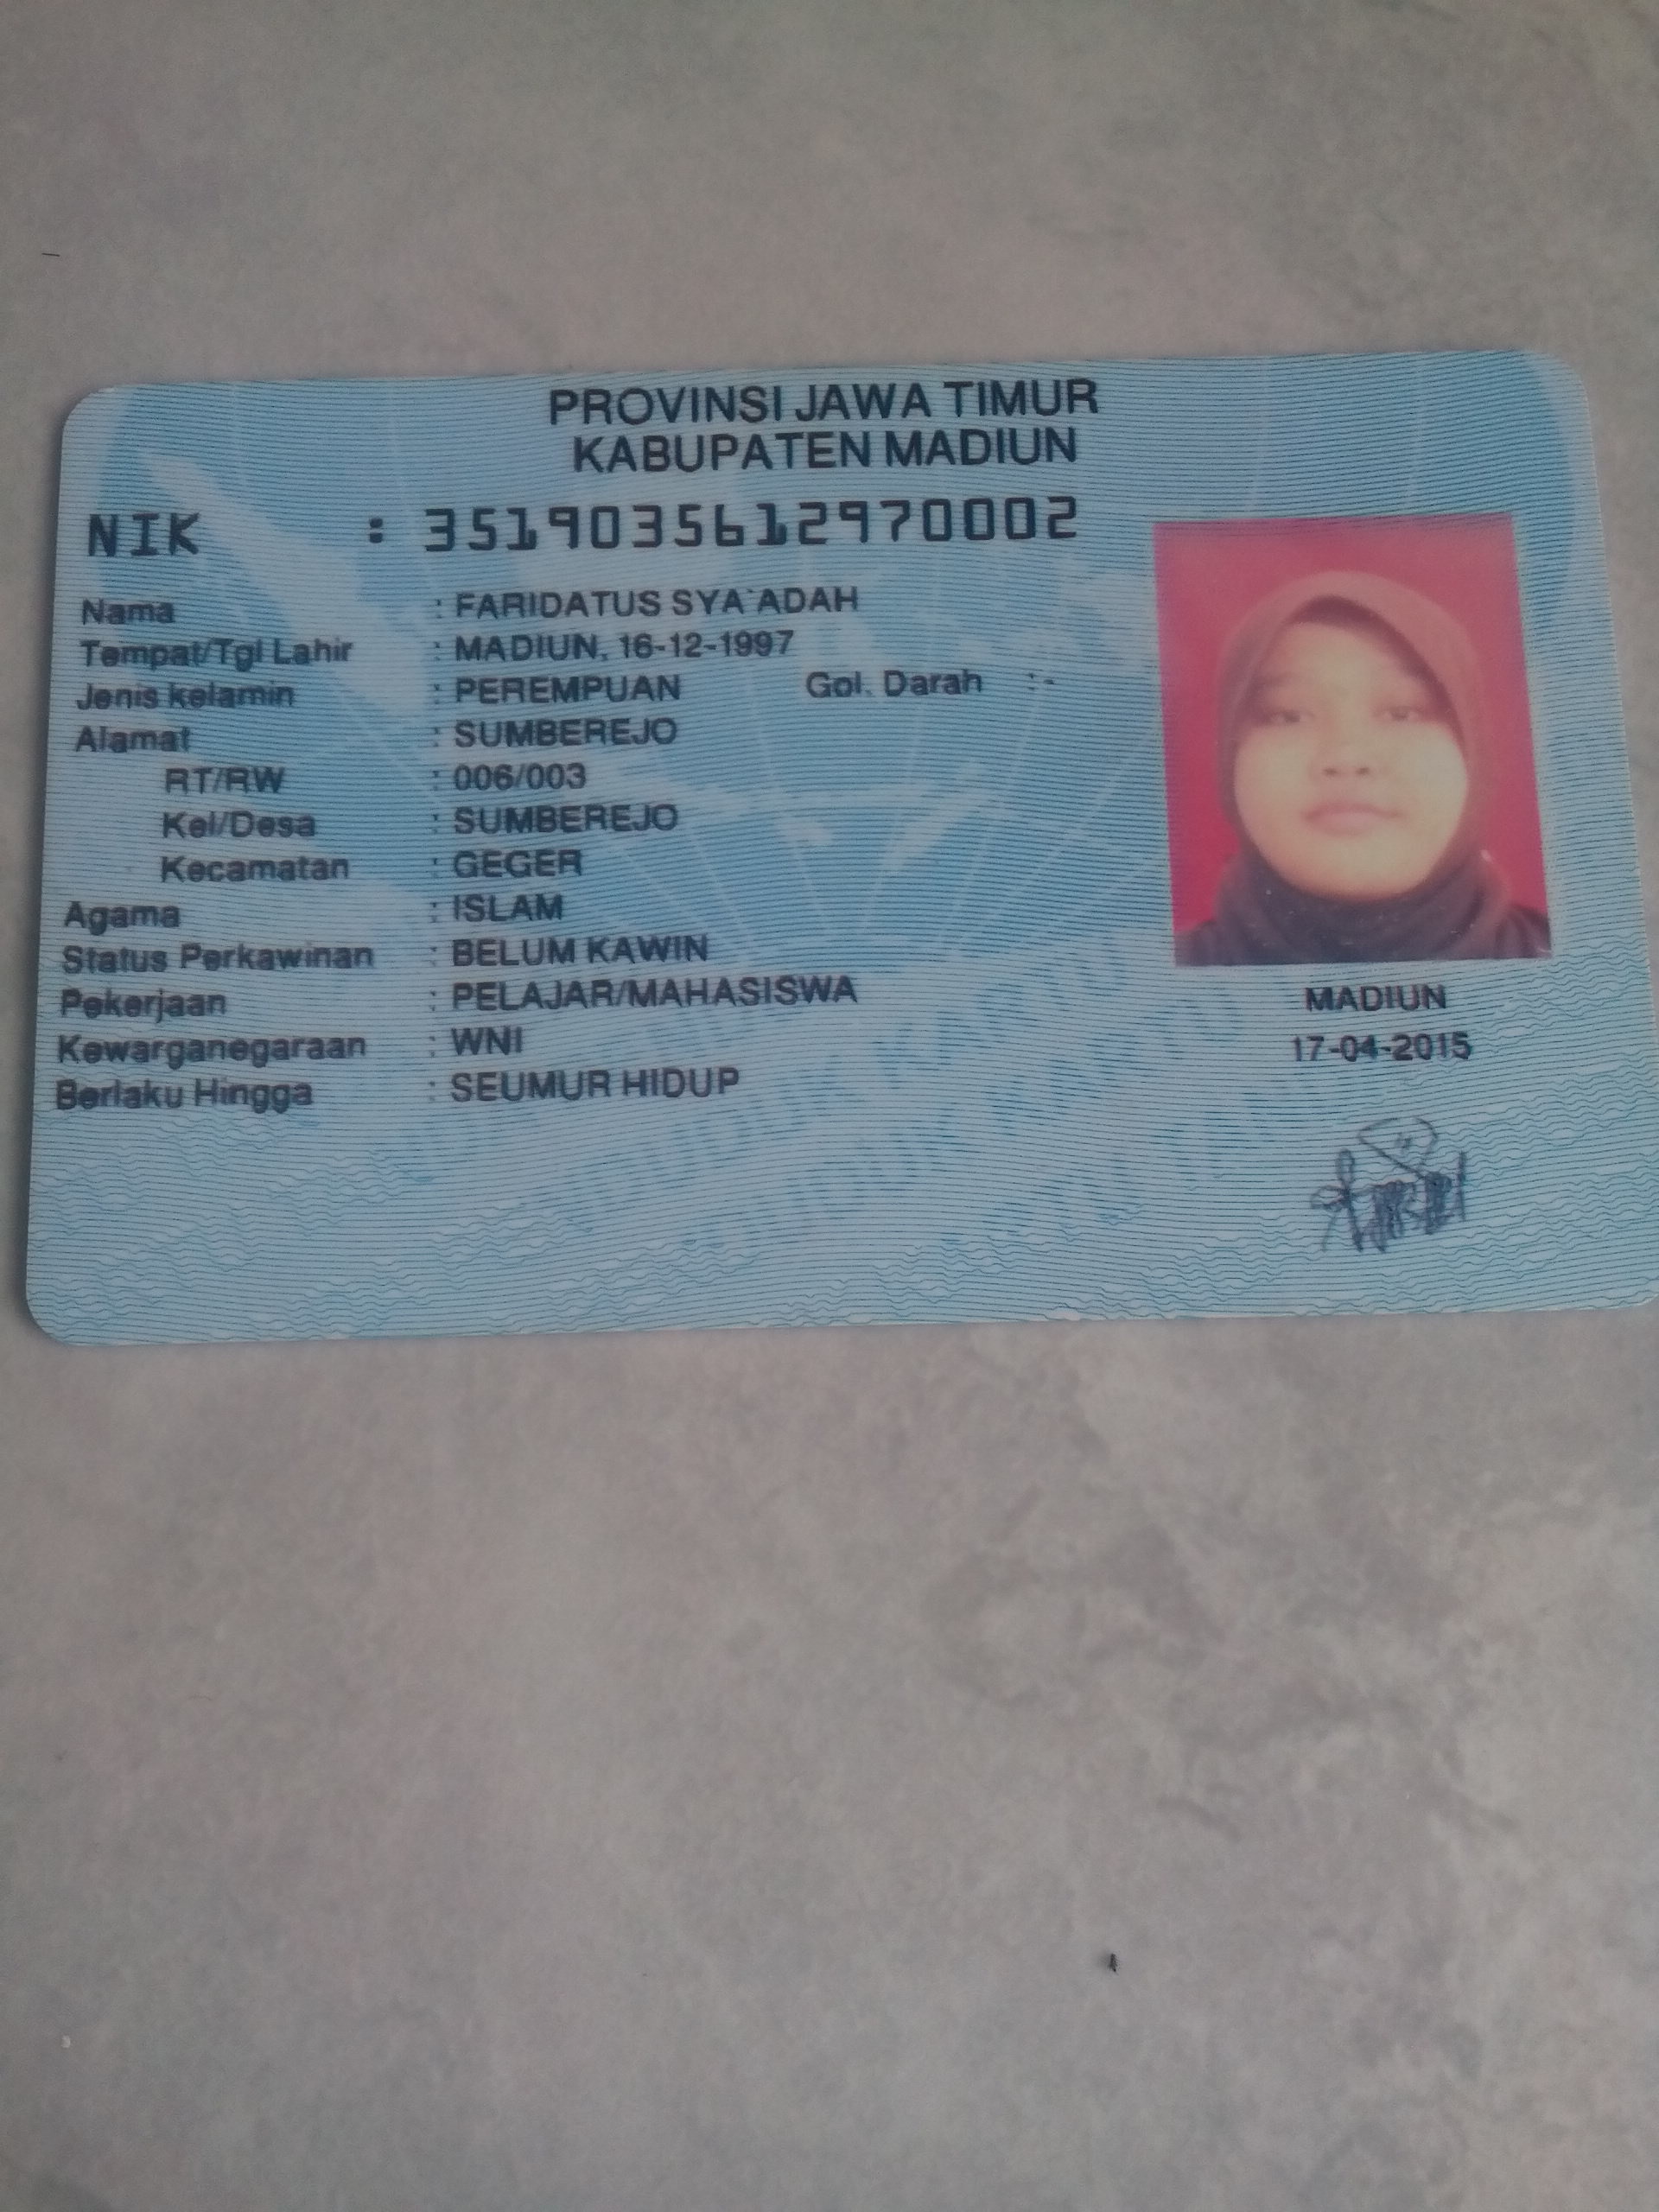 PROVINSI JAWA TIMUR
KABUPATEN MADIUN
NIK : 3519035612970002
Nama : FARIDATUS SYA`ADAH
Tempat/Tgl Lahir : MADIUN, 16-12-1997
Jenis kelamin : PEREMPUAN Gol. Darah :-
Alamat : SUMBEREJO
RT/RW : 006/003
Kel/Desa : SUMBEREJO
Kecamatan : GEGER
Agama : ISLAM
Status Perkawinan : BELUM KAWIN
Pekerjaan : PELAJAR/MAHASISWA
Kewarganegaraan : WNI
Berlaku Hingga : SEUMUR HIDUP
MADIUN
17-04-2015